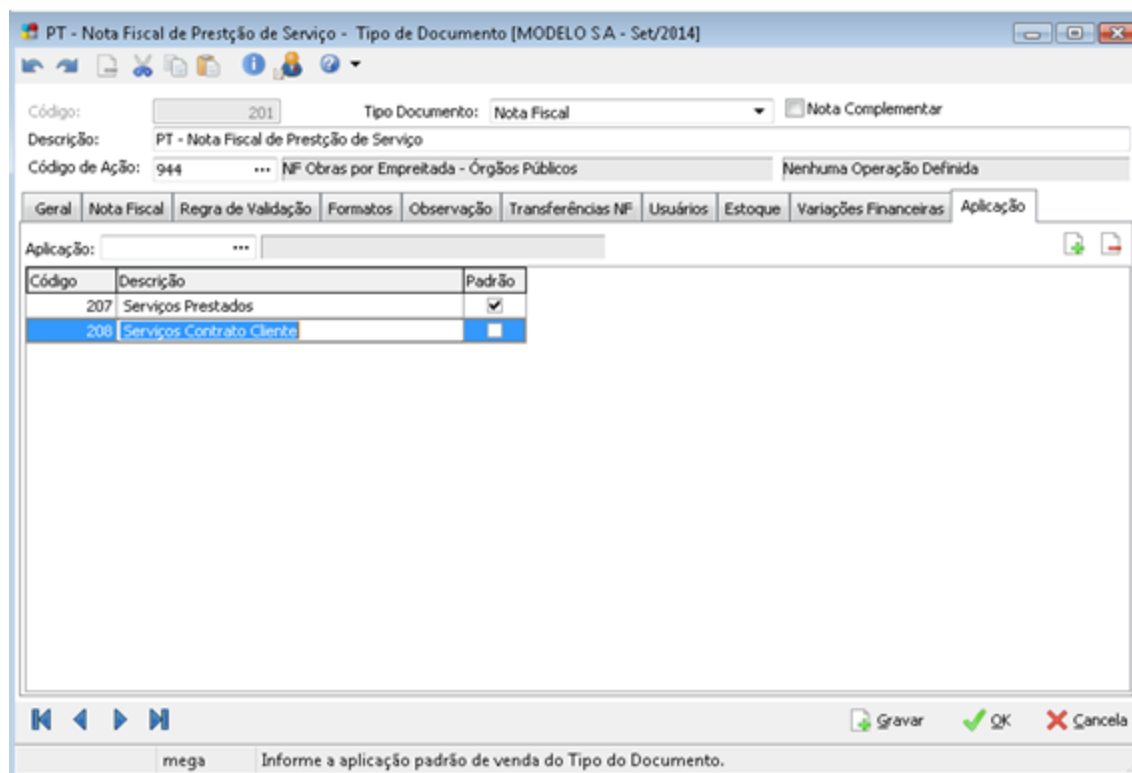 PT - Nota Fiscal de Prestção de Serviço - Tipo de Documento [MODELO S A - Set/2014]
Código: 201 Tipo Documento: Nota Fiscal Nota Complementar
Descrição: PT - Nota Fiscal de Prestção de Serviço
Código de Ação: 944 ... NF Obras por Empreitada - Órgãos Públicos Nenhuma Operação Definida
Geral Nota Fiscal Regra de Validação Formatos Observação Transferências NF Usuários Estoque Variações Financeiras Aplicação
Aplicação: ...
Código Descrição Padrão
207 Serviços Prestados
208 Serviços Contrato Cliente
Gravar OK Cancela
mega Informe a aplicação padrão de venda do Tipo do Documento.